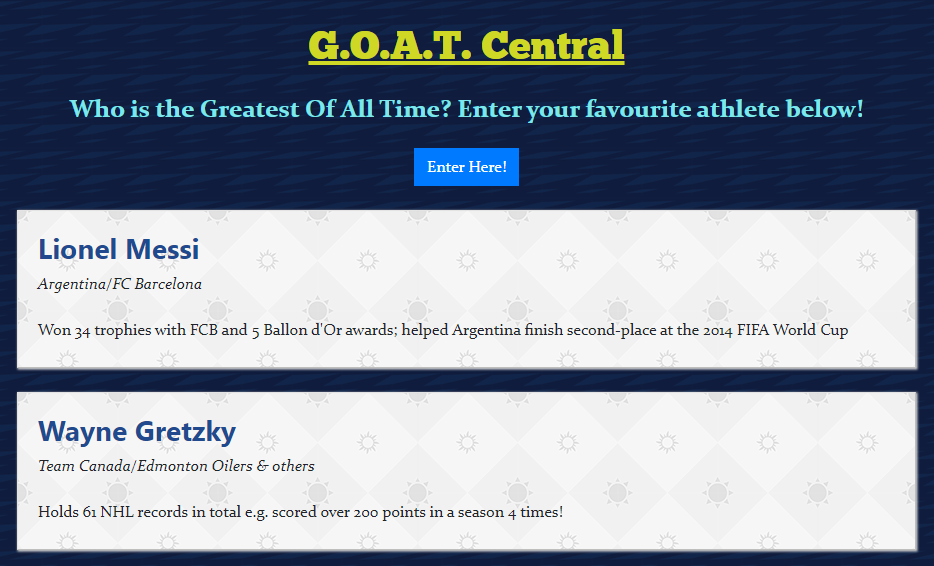 G.O.A.T. Central
Who is the Greatest Of All Time? Enter your favourite athlete below!
Enter Here!
Lionel Messi
Argentina/FC Barcelona
Won 34 trophies with FCB and 5 Ballon d'Or awards; helped Argentina finish second-place at the 2014 FIFA World Cup
Wayne Gretzky
Team Canada/Edmonton Oilers & others
Holds 61 NHL records in total e.g. scored over 200 points in a season 4 times!